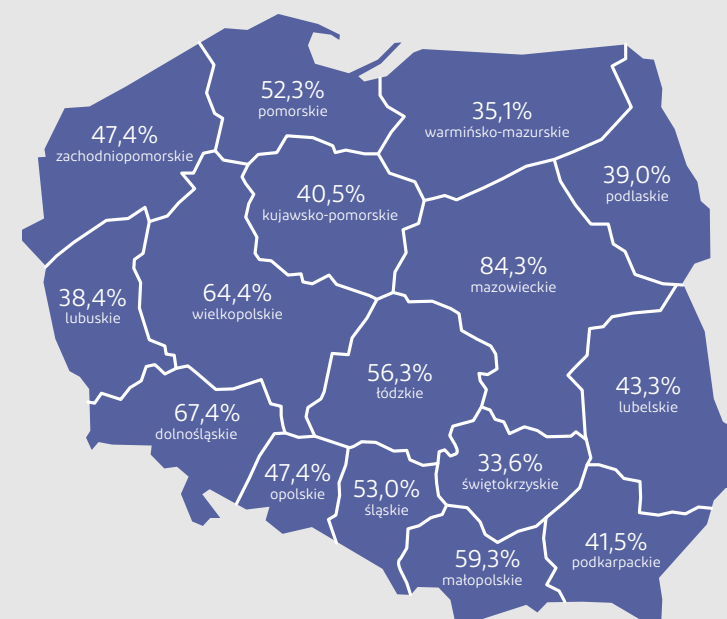 52,3%
pomorskie
35,1%
warmińsko-mazurskie
47,4%
zachodniopomorskie
39,0%
podlaskie
40,5%
kujawsko-pomorskie
84,3%
mazowieckie
38,4%
lubuskie
64,4%
wielkopolskie
56,3%
łódzkie
43,3%
lubelskie
67,4%
dolnośląskie
47,4%
opolskie
53,0%
śląskie
33,6%
świętokrzyskie
59,3%
małopolskie
41,5%
podkarpackie